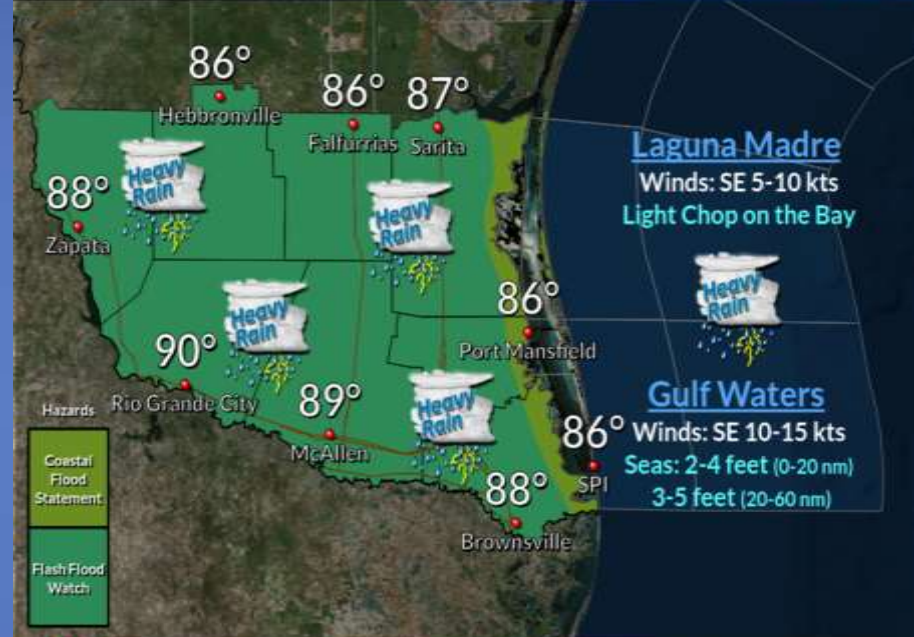 86°
Hebbronville
86°
Falfurrias
87°
Sarita
Heavy
Rain
88°
Zapata
Heavy
Rain
Laguna Madre
Winds: SE 5-10 kts
Light Chop on the Bay
Heavy
Rain
Heavy
Rain
86°
Port Mansfield
90°
Rio Grande City
89°
McAllen
Heavy
Rain
Gulf Waters
Winds: SE 10-15 kts
Seas: 2-4 feet (0-20 nm)
3-5 feet (20-60 nm)
86°
SPI
88°
Brownsville
Hazards
Coastal
Flood
Statement
Flash Flood
Watch